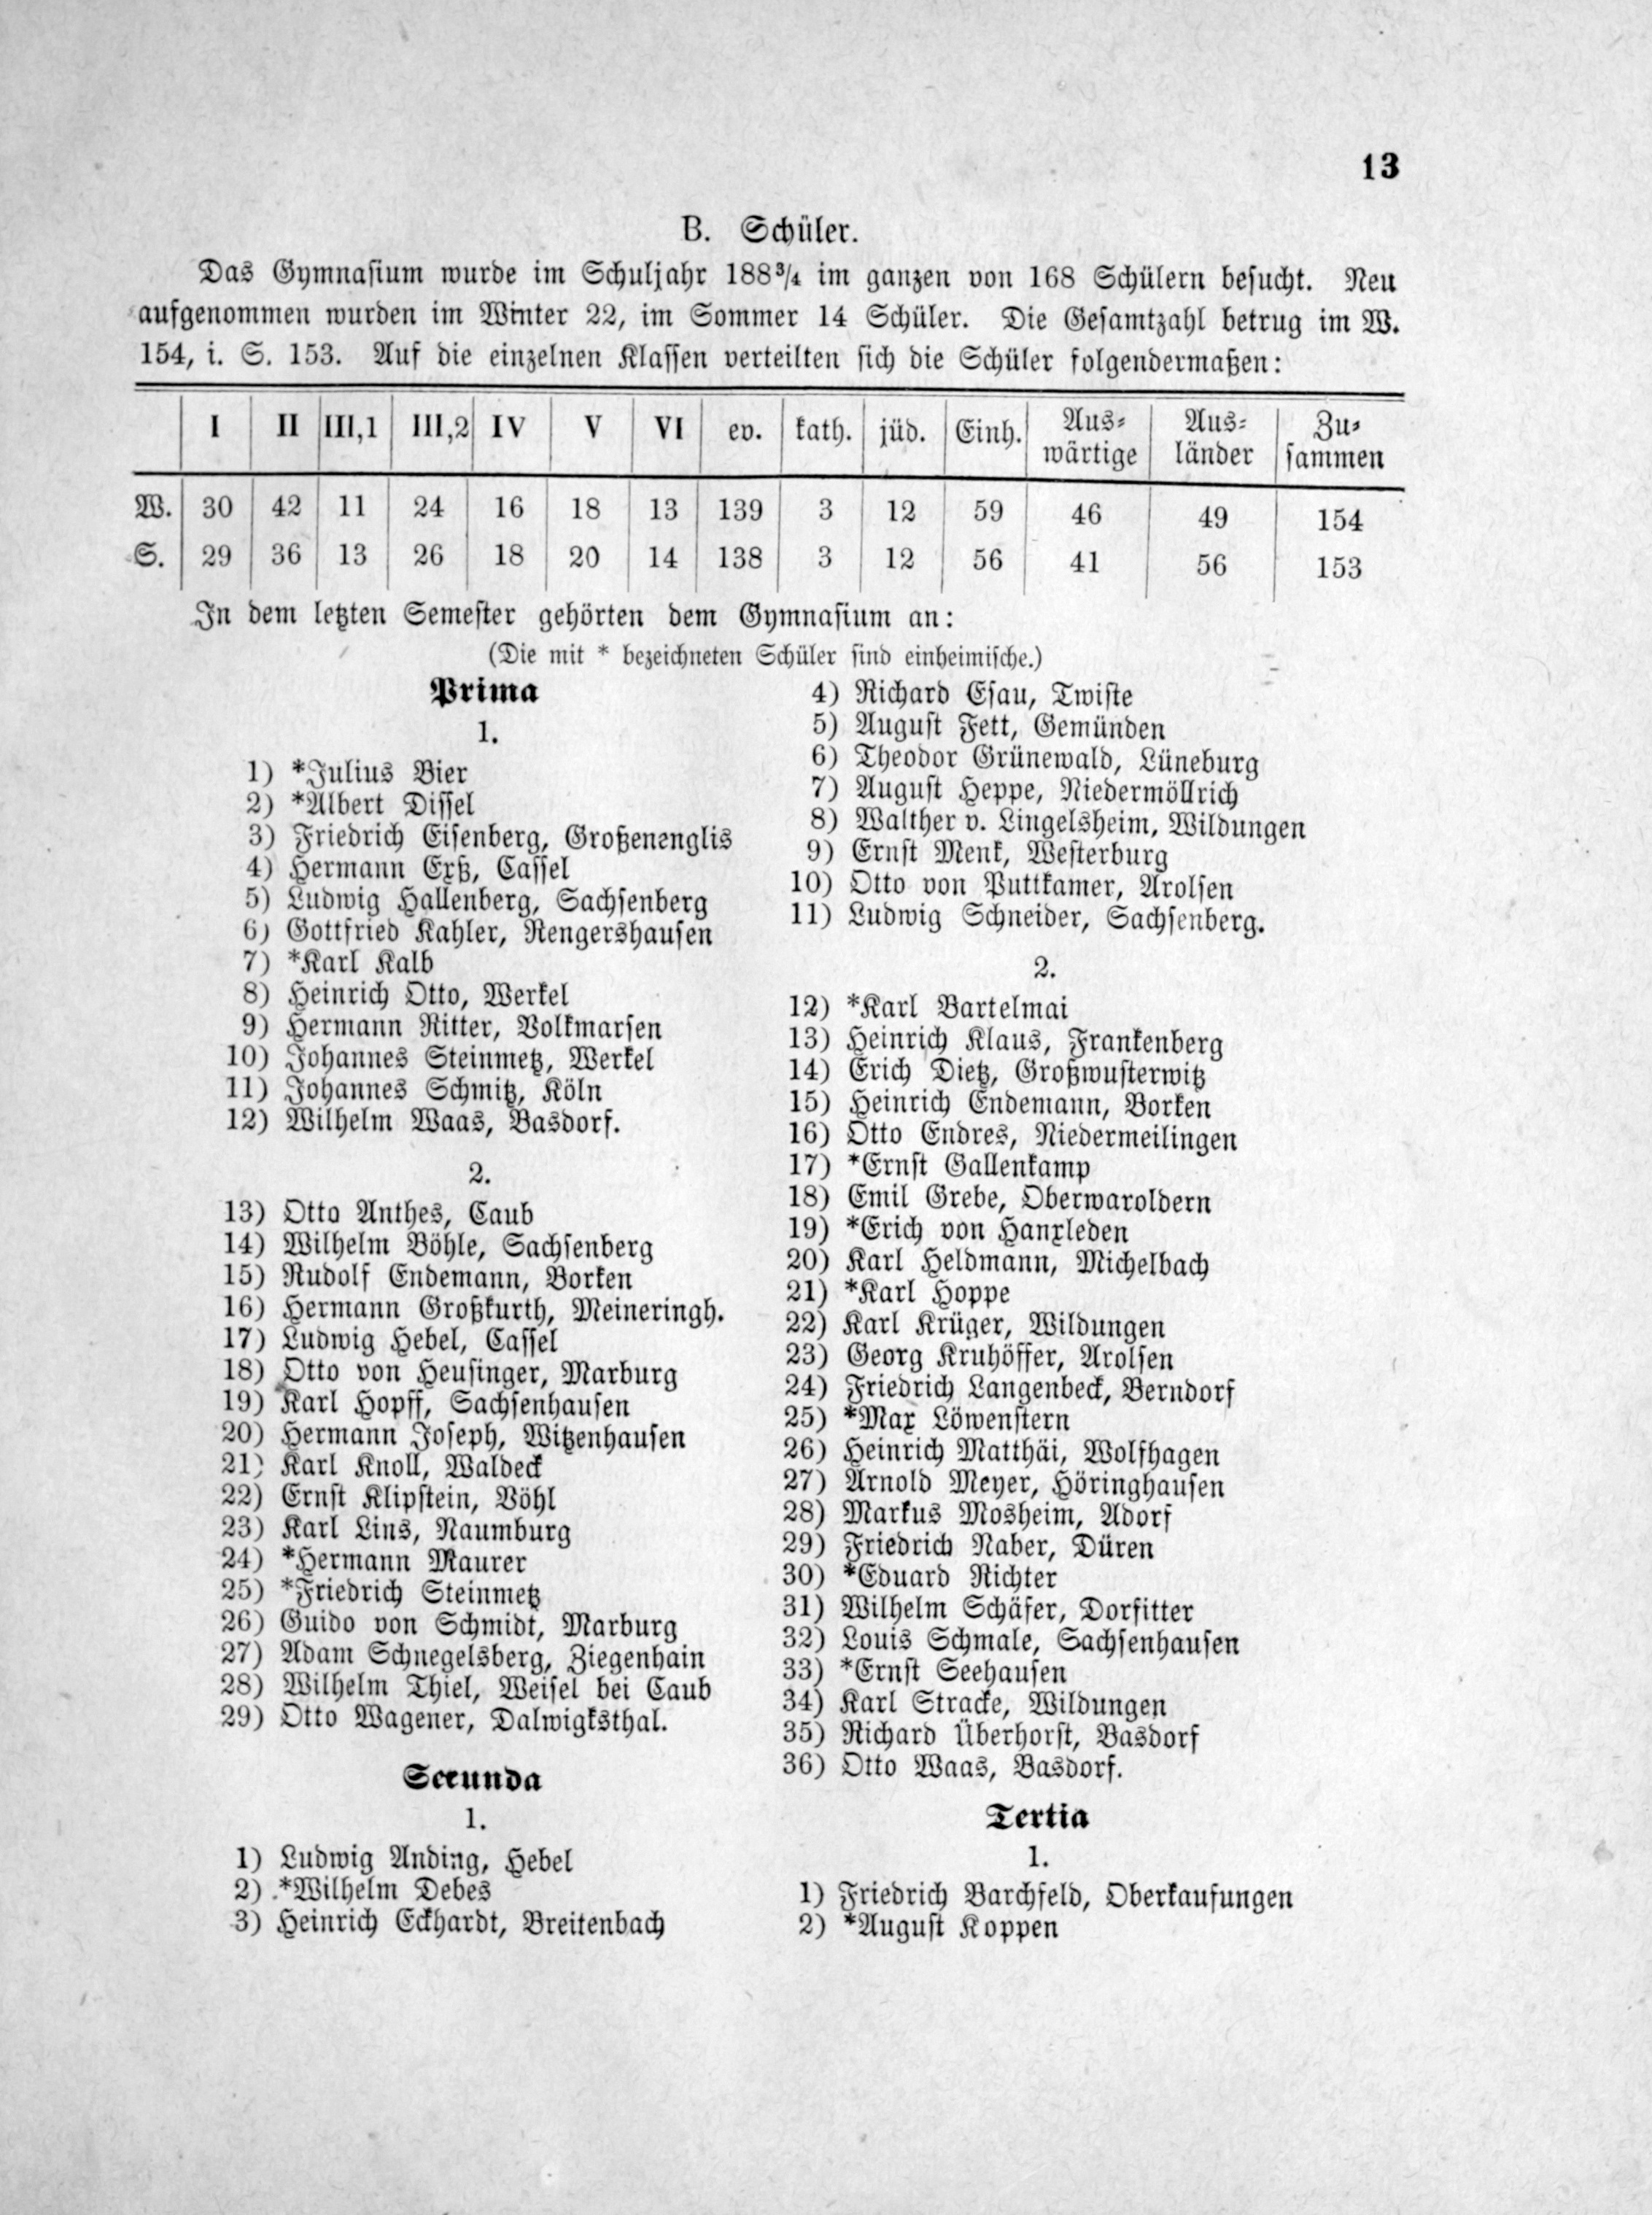 13
B. Schüler.
Das Gymnasium wurde im Schuljahr 188¾ im ganzen von 168 Schülern besucht. Neu
aufgenommen wurden im Winter 22, im Sommer 14 Schüler. Die Gesamtzahl betrug im W.
154, i. S. 153. Auf die einzelnen Klassen verteilten sich die Schüler folgendermaßen:
I II III,1 III,2 IV V VI ev. kath. jüd. Einh. Aus-wärtige Aus-länder Zu-sammen
W. 30 42 11 24 16 18 13 139 3 12 59 46 49 154
S. 29 36 13 26 18 20 14 138 3 12 56 41 56 153
In dem letzten Semester gehörten dem Gymnasium an:
(Die mit * bezeichneten Schüler sind einheimische.)
Prima
1.
1) *Julius Bier
2) *Albert Dissel
3) Friedrich Eisenberg, Großenenglis
4) Hermann Erß, Cassel
5) Ludwig Hallenberg, Sachsenberg
6) Gottfried Kahler, Rengershausen
7) *Karl Kalb
8) Heinrich Otto, Werkel
9) Hermann Ritter, Volkmarsen
10) Johannes Steinmetz, Werkel
11) Johannes Schmitz, Köln
12) Wilhelm Waas, Basdorf.
2.
13) Otto Anthes, Caub
14) Wilhelm Böhle, Sachsenberg
15) Rudolf Endemann, Borken
16) Hermann Großkurth, Meineringh.
17) Ludwig Hebel, Cassel
18) Otto von Heusinger, Marburg
19) Karl Hopff, Sachsenhausen
20) Hermann Joseph, Witzenhausen
21) Karl Knoll, Waldeck
22) Ernst Klipstein, Vöhl
23) Karl Lins, Naumburg
24) *Hermann Maurer
25) *Friedrich Steinmetz
26) Guido von Schmidt, Marburg
27) Adam Schnegelsberg, Ziegenhain
28) Wilhelm Thiel, Weisel bei Caub
29) Otto Wagener, Dalwigksthal.
Secunda
1.
1) Ludwig Anding, Hebel
2) *Wilhelm Debes
3) Heinrich Eckhardt, Breitenbach
4) Richard Esau, Twiste
5) August Fett, Gemünden
6) Theodor Grünewald, Lüneburg
7) August Heppe, Niedermöllrich
8) Walther v. Lingelsheim, Wildungen
9) Ernst Menk, Westerburg
10) Otto von Puttkamer, Arolsen
11) Ludwig Schneider, Sachsenberg.
2.
12) *Karl Bartelmai
13) Heinrich Klaus, Frankenberg
14) Erich Dietz, Großwusterwitz
15) Heinrich Endemann, Borken
16) Otto Endres, Niedermeilingen
17) *Ernst Gallenkamp
18) Emil Grebe, Oberwaroldern
19) *Erich von Hanxleden
20) Karl Heldmann, Michelbach
21) *Karl Hoppe
22) Karl Krüger, Wildungen
23) Georg Kruhöffer, Arolsen
24) Friedrich Langenbeck, Berndorf
25) *Max Löwenstern
26) Heinrich Matthäi, Wolfhagen
27) Arnold Meyer, Höringhausen
28) Markus Mosheim, Adorf
29) Friedrich Naber, Düren
30) *Eduard Richter
31) Wilhelm Schäfer, Dorfitter
32) Louis Schmale, Sachsenhausen
33) *Ernst Seehausen
34) Karl Stracke, Wildungen
35) Richard Überhorst, Basdorf
36) Otto Waas, Basdorf.
Tertia
1.
1) Friedrich Barchfeld, Oberkaufungen
2) *August Koppen